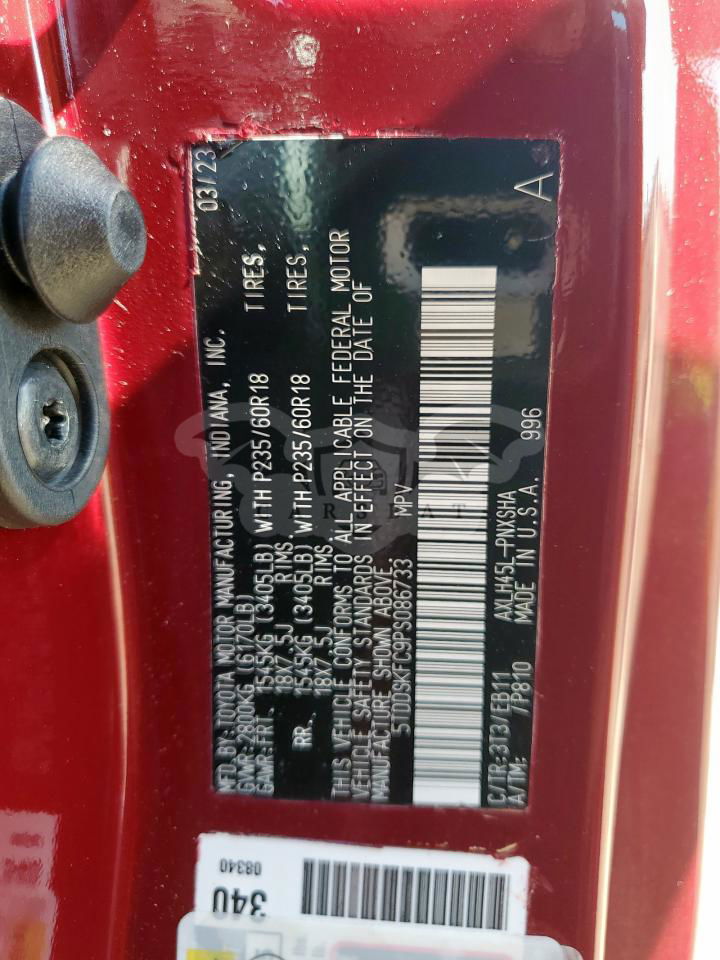 MFD.BY:TOYOTA MOTOR MANUFACTURING, INDIANA, INC. 03/23
GVWR:2800KG (6170LB)
GAWR:FRT. 1545KG (3405LB) WITH P235/60R18 TIRES,
18X7.5J RIMS.
RR. 1545KG (3405LB) WITH P235/60R18 TIRES,
18X7.5J RIMS
THIS VEHICLE CONFORMS TO ALL APPLICABLE FEDERAL MOTOR
VEHICLE SAFETY STANDARDS IN EFFECT ON THE DATE OF
MANUFACTURE SHOWN ABOVE.
5TDD9KFC9PS086733 MPV
C/TR:3T3/EB11 AXLH45L-PNXSHA 996
A/TM: /P810 MADE IN U.S.A. A
34U
08340